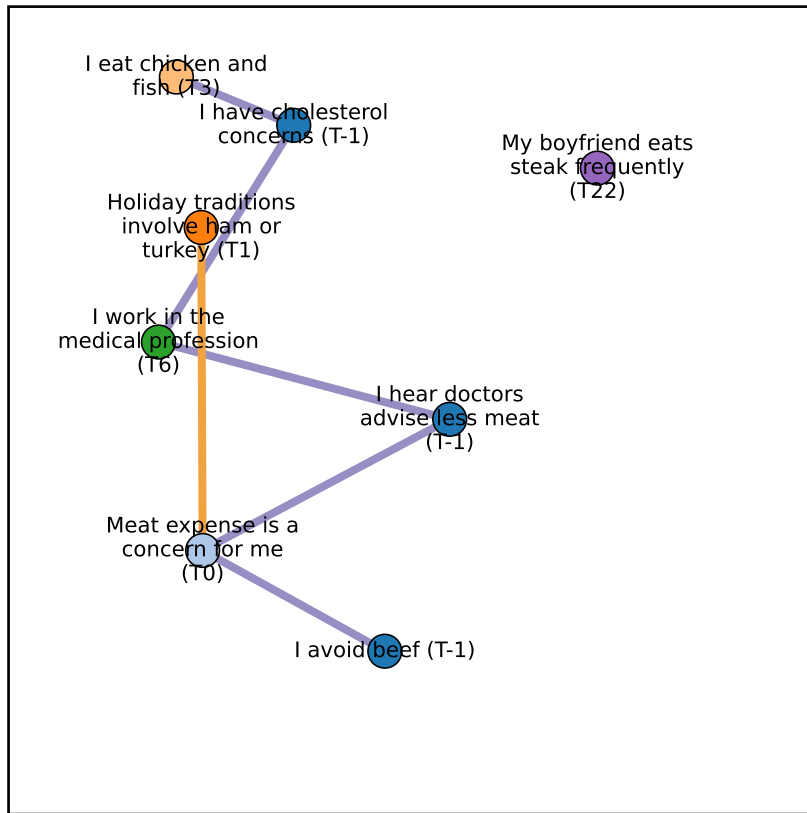 I eat chicken and
fish (T3)
I have cholesterol
concerns (T-1)
My boyfriend eats
steak frequently
(T22)
Holiday traditions
involve ham or
turkey (T1)
I work in the
medical profession
(T6)
I hear doctors
advise less meat
(T-1)
Meat expense is a
concern for me
(T0)
I avoid beef (T-1)